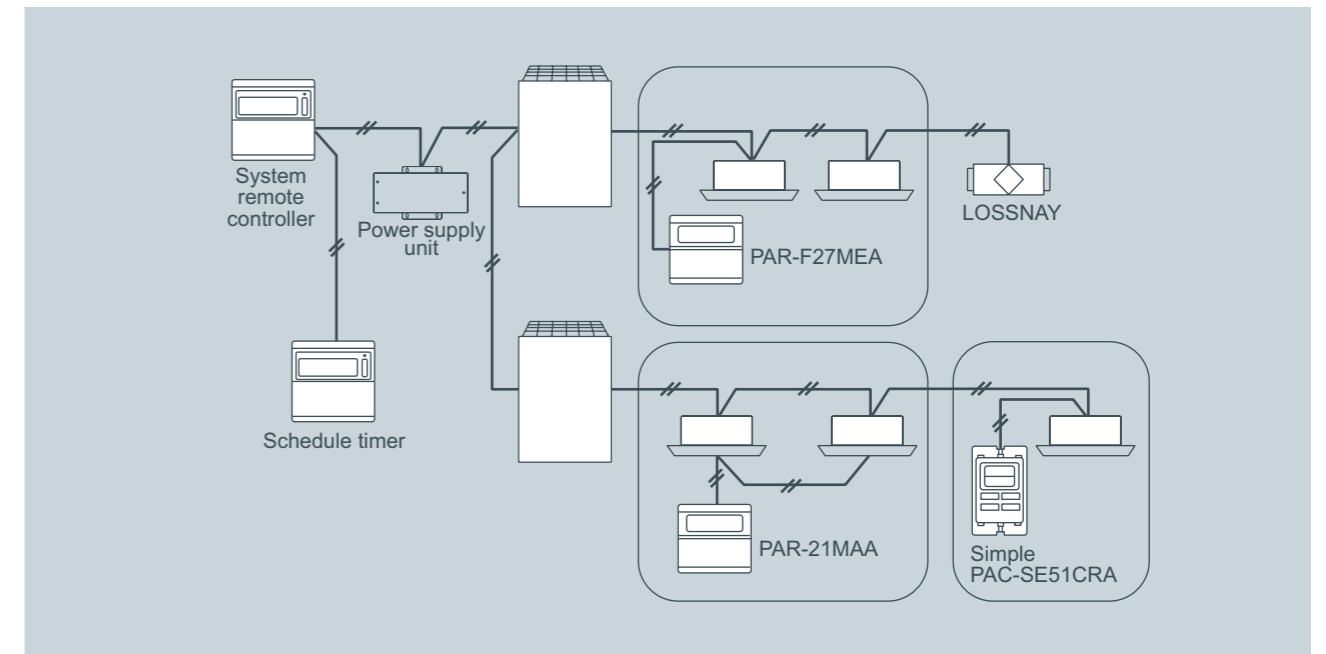 System
remote
controller
Power supply
unit
LOSSNAY
PAR-F27MEA
Schedule timer
PAR-21MAA
Simple
PAC-SE51CRA